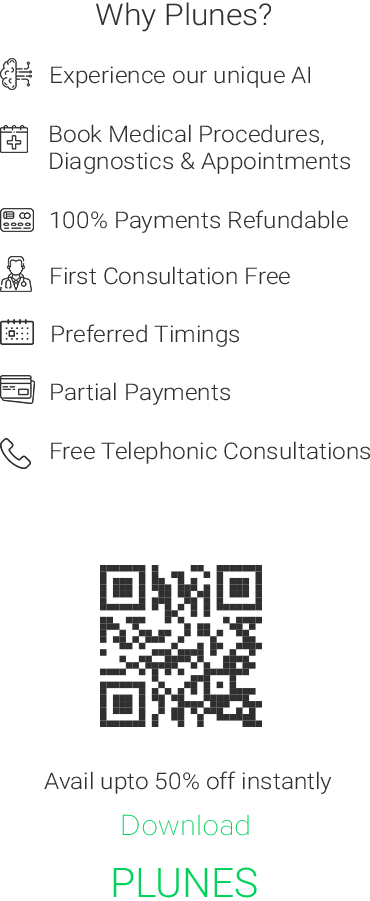 Why Plunes?
Experience our unique AI
Book Medical Procedures,
Diagnostics & Appointments
100% Payments Refundable
First Consultation Free
Preferred Timings
Partial Payments
Free Telephonic Consultations
Avail upto 50% off instantly
Download
PLUNES